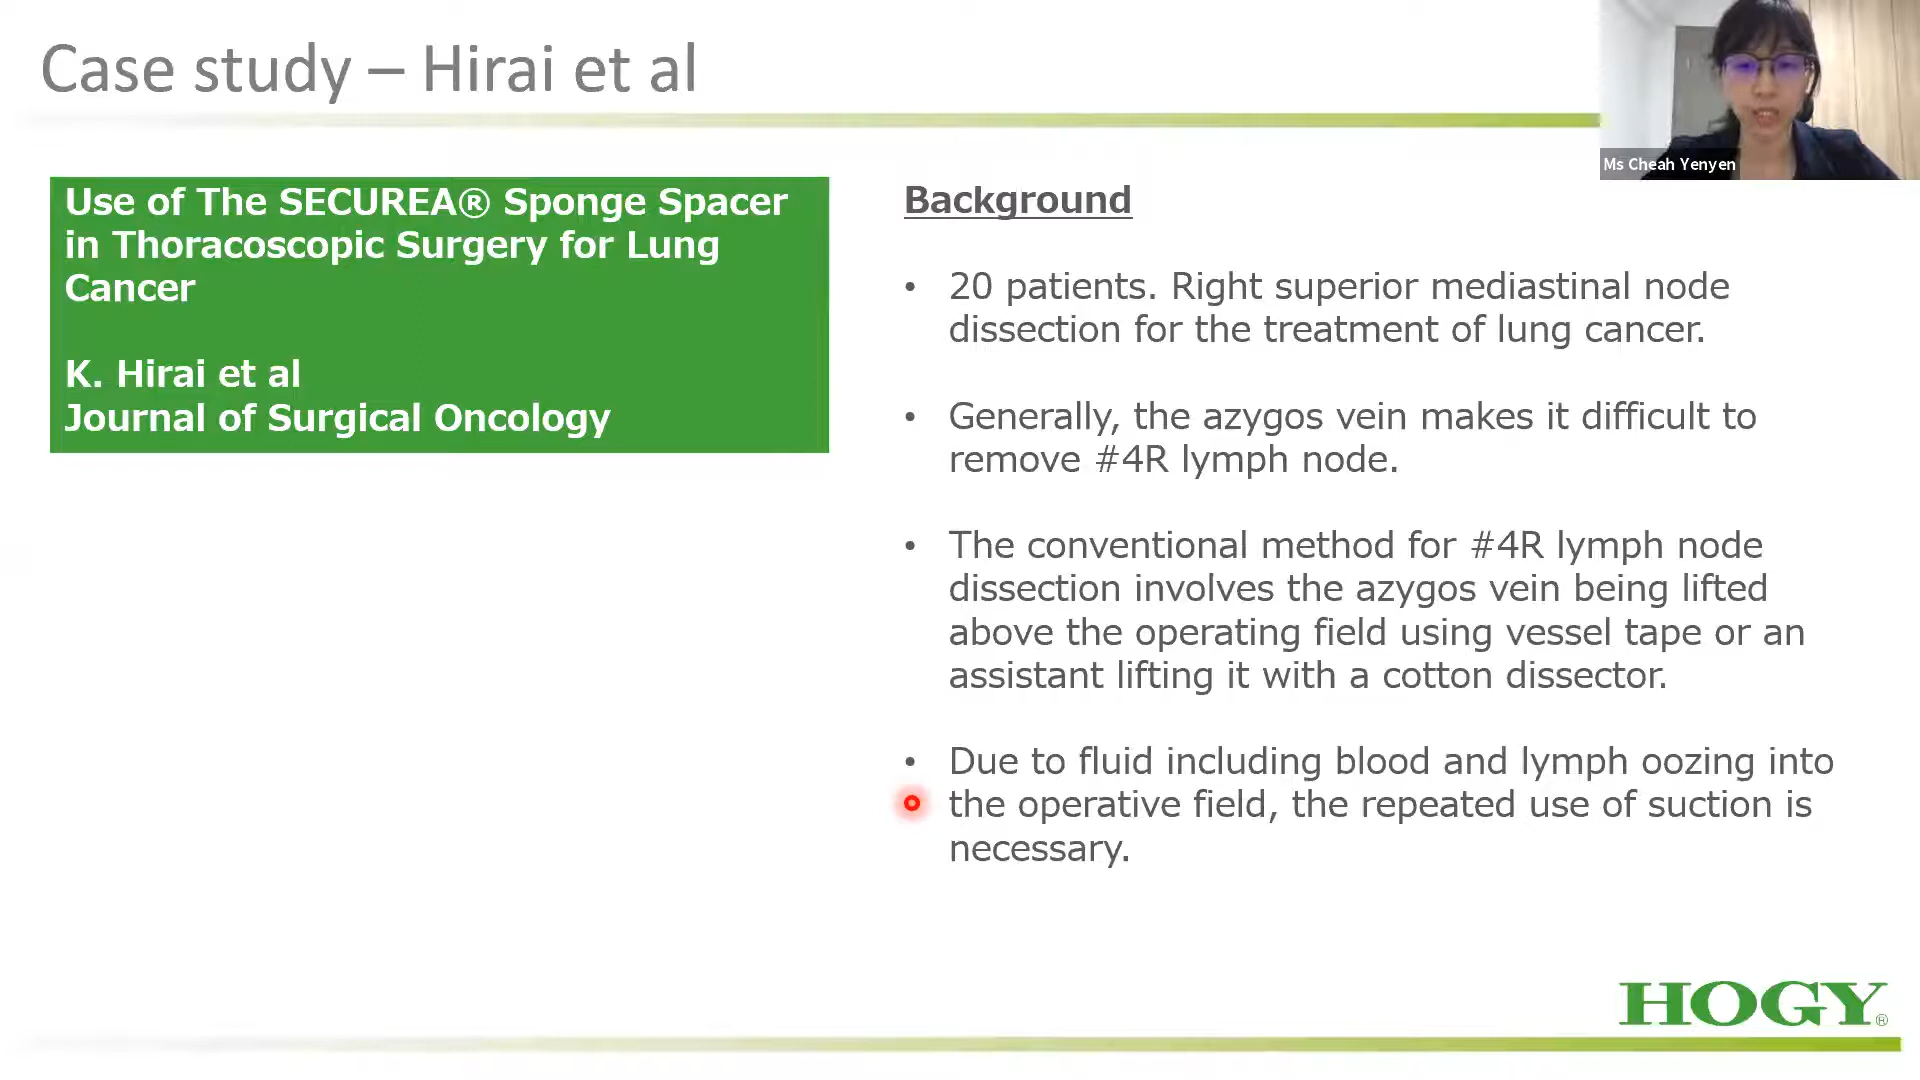 Case study – Hirai et al
Ms Cheah Yenyen
Use of The SECUREA® Sponge Spacer
in Thoracoscopic Surgery for Lung
Cancer
K. Hirai et al
Journal of Surgical Oncology
Background
• 20 patients. Right superior mediastinal node
dissection for the treatment of lung cancer.
• Generally, the azygos vein makes it difficult to
remove #4R lymph node.
• The conventional method for #4R lymph node
dissection involves the azygos vein being lifted
above the operating field using vessel tape or an
assistant lifting it with a cotton dissector.
• Due to fluid including blood and lymph oozing into
the operative field, the repeated use of suction is
necessary.
HOGY®